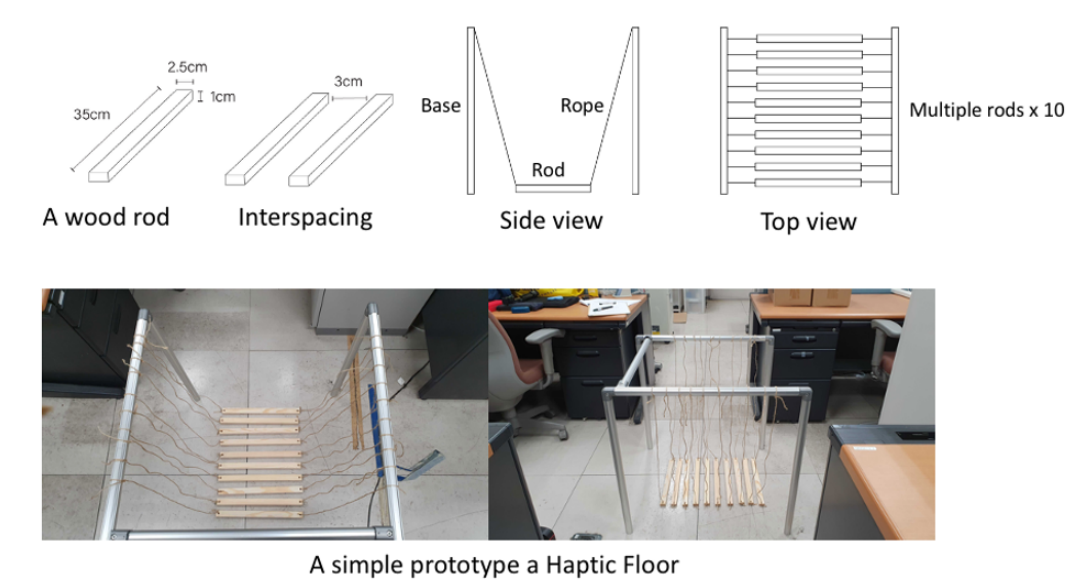 2.5cm
1cm
35cm
3cm
Base
Rope
Rod
Multiple rods x 10
A wood rod
Interspacing
Side view
Top view
A simple prototype a Haptic Floor